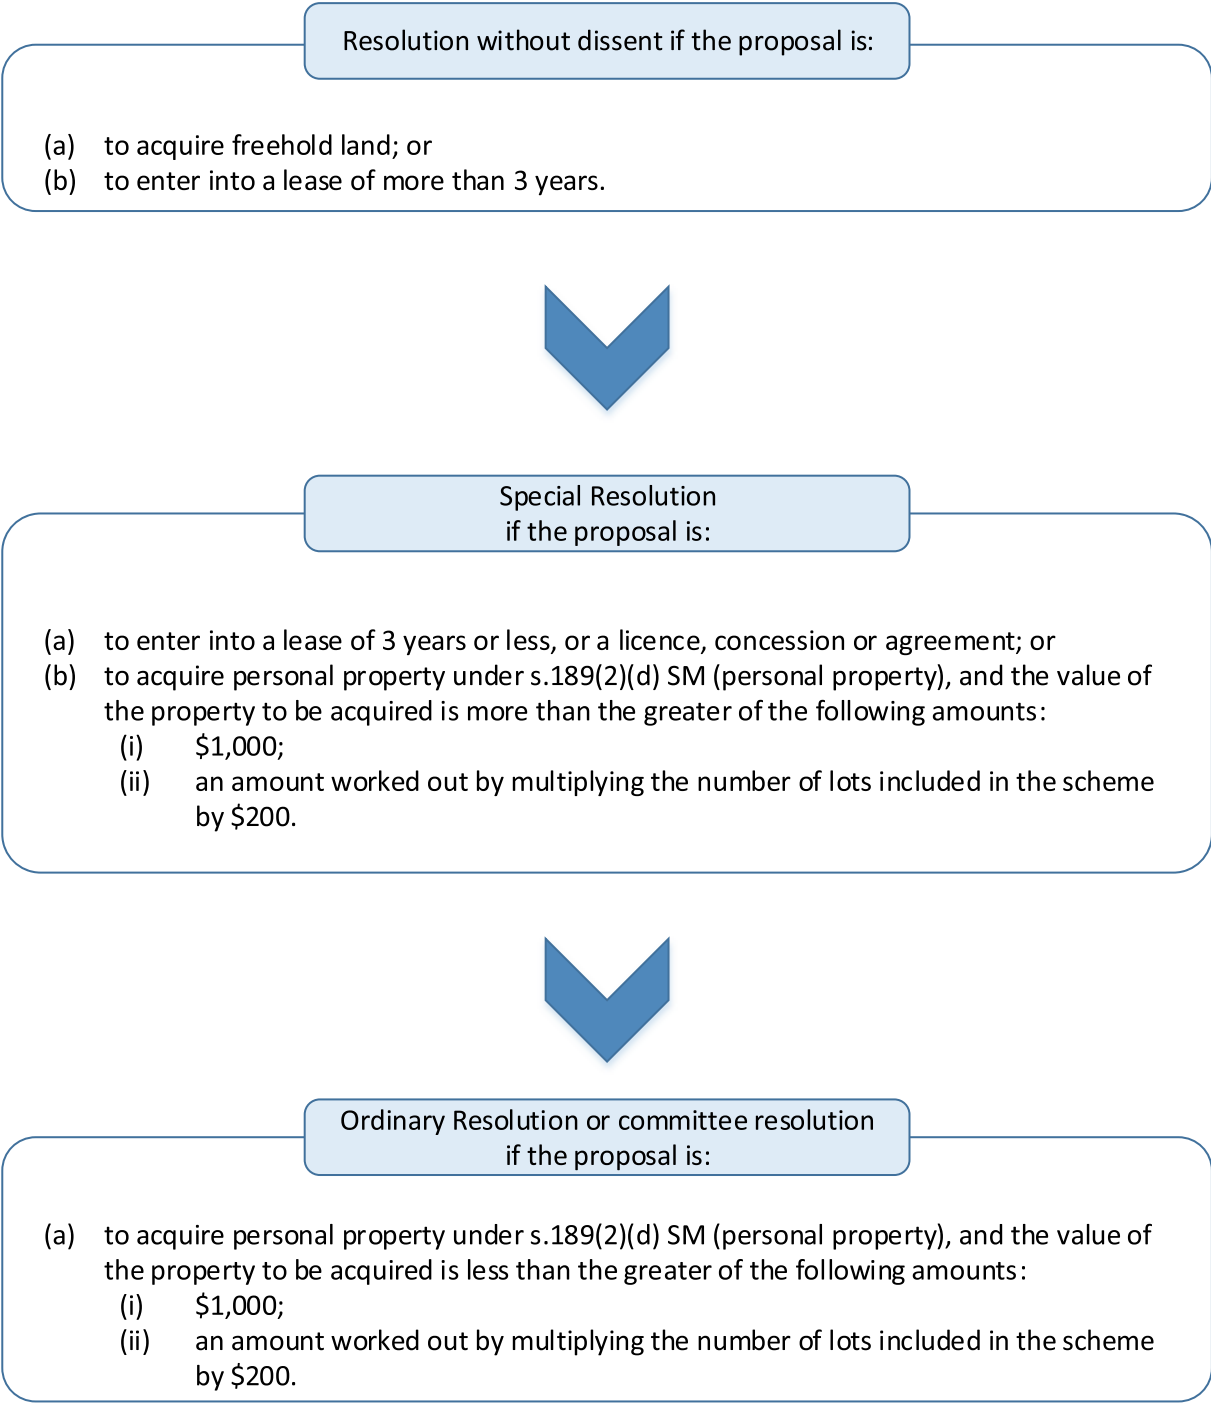 Resolution without dissent if the proposal is:
(a) to acquire freehold land; or
(b) to enter into a lease of more than 3 years.
Special Resolution
if the proposal is:
(a) to enter into a lease of 3 years or less, or a licence, concession or agreement; or
(b) to acquire personal property under s.189(2)(d) SM (personal property), and the value of
the property to be acquired is more than the greater of the following amounts:
(i) $1,000;
(ii) an amount worked out by multiplying the number of lots included in the scheme
by $200.
Ordinary Resolution or committee resolution
if the proposal is:
(a) to acquire personal property under s.189(2)(d) SM (personal property), and the value of
the property to be acquired is less than the greater of the following amounts:
(i) $1,000;
(ii) an amount worked out by multiplying the number of lots included in the scheme
by $200.